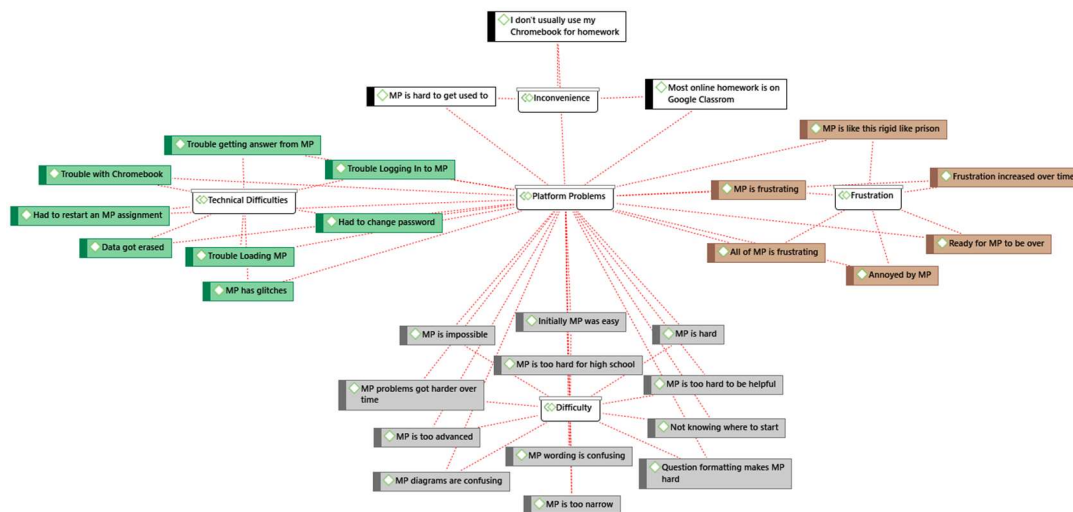 I don't usually use my
Chromebook for homework
MP is hard to get used to
Inconvenience
Most online homework is on
Google Classrom
MP is like this rigid like prison
Trouble getting answer from MP
Trouble Logging In to MP
Trouble with Chromebook
Frustration increased over time
MP is frustrating
Technical Difficulties
Platform Problems
Frustration
Had to restart an MP assignment
Had to change password
Data got erased
Trouble Loading MP
Ready for MP to be over
All of MP is frustrating
Annoyed by MP
MP has glitches
Initially MP was easy
MP is impossible
MP is hard
MP is too hard for high school
MP problems got harder over
time
MP is too hard to be helpful
Difficulty
Not knowing where to start
MP is too advanced
MP wording is confusing
MP diagrams are confusing
Question formatting makes MP
hard
MP is too narrow